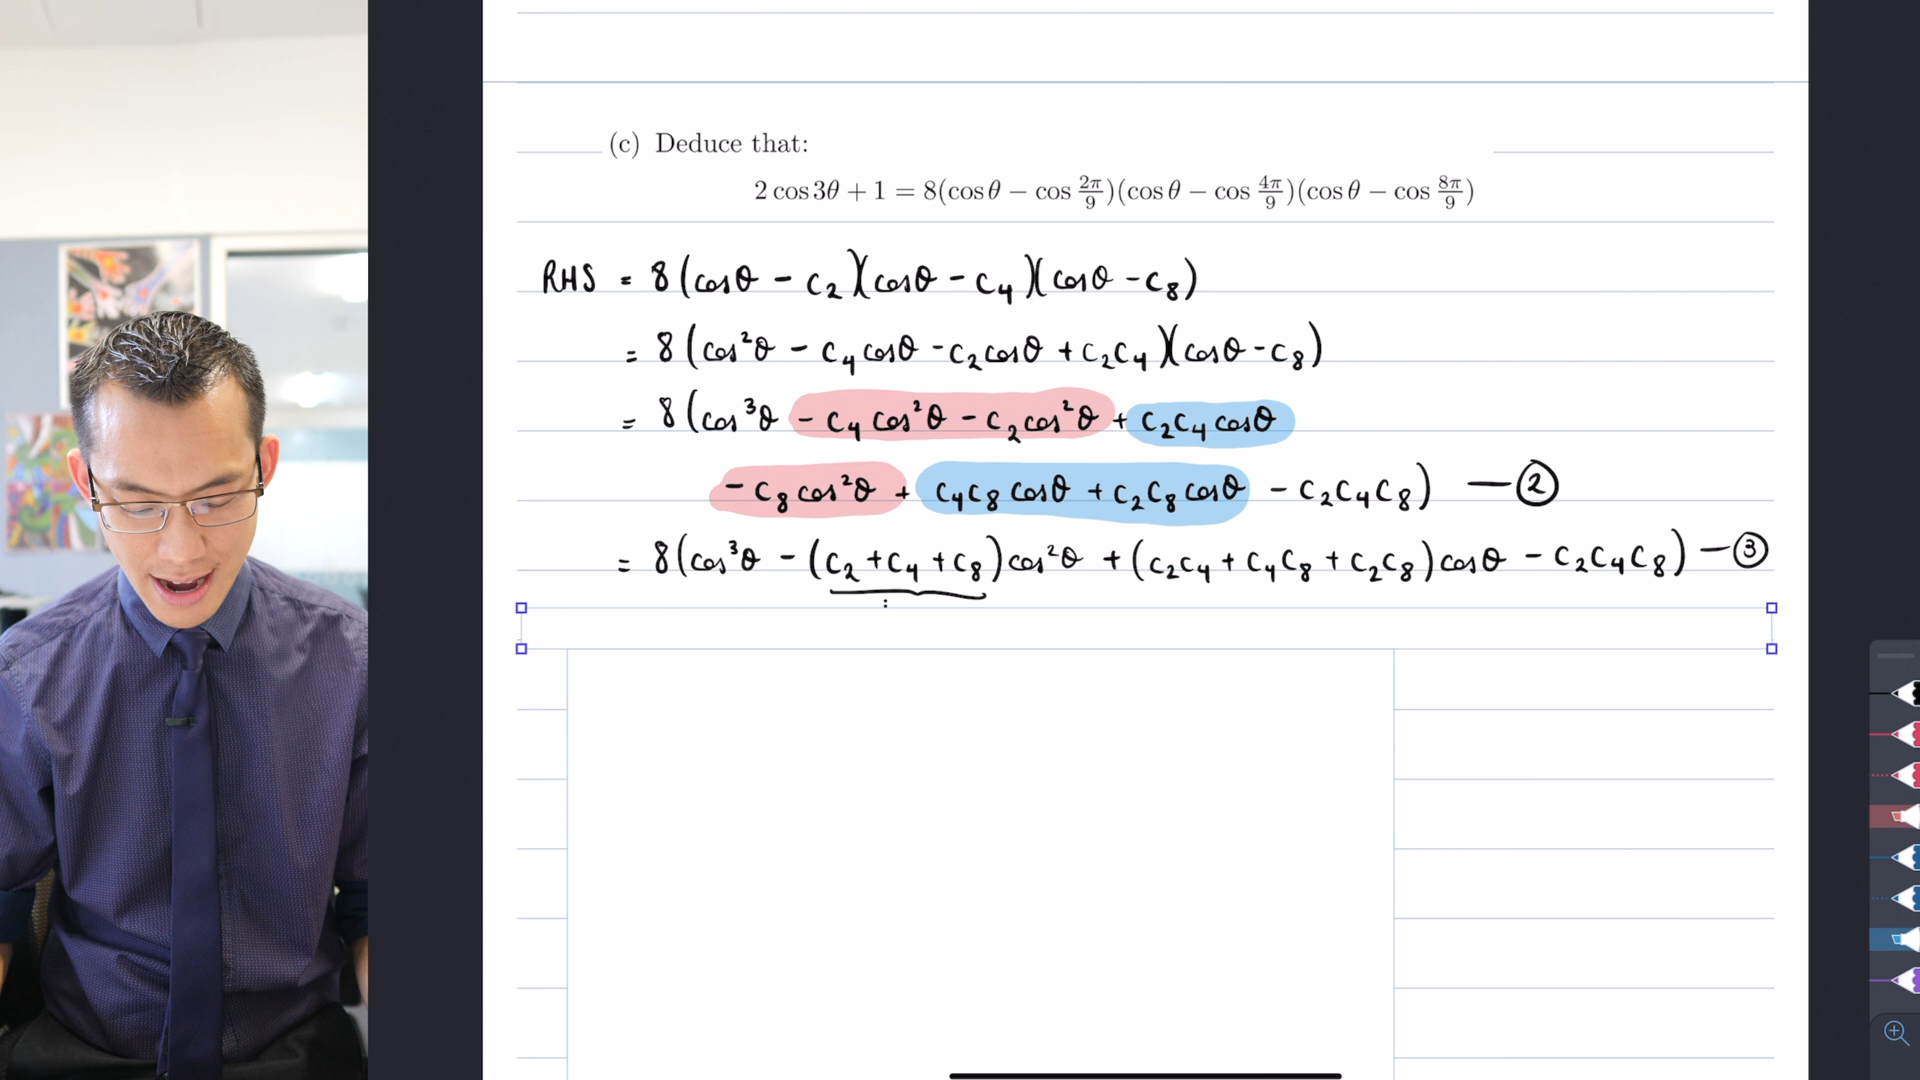 (c) Deduce that:
2 cos 3θ + 1 = 8(cos θ − cos 2π/9)(cos θ − cos 4π/9)(cos θ − cos 8π/9)
RHS = 8(cosθ − c₂)(cosθ − c₄)(cosθ − c₈)
= 8(cos²θ − c₄cosθ − c₂cosθ + c₂c₄)(cosθ − c₈)
= 8(cos³θ − c₄cos²θ − c₂cos²θ + c₂c₄cosθ
− c₈cos²θ + c₄c₈cosθ + c₂c₈cosθ − c₂c₄c₈) — ②
= 8(cos³θ − (c₂ + c₄ + c₈)cos²θ + (c₂c₄ + c₄c₈ + c₂c₈)cosθ − c₂c₄c₈) — ③